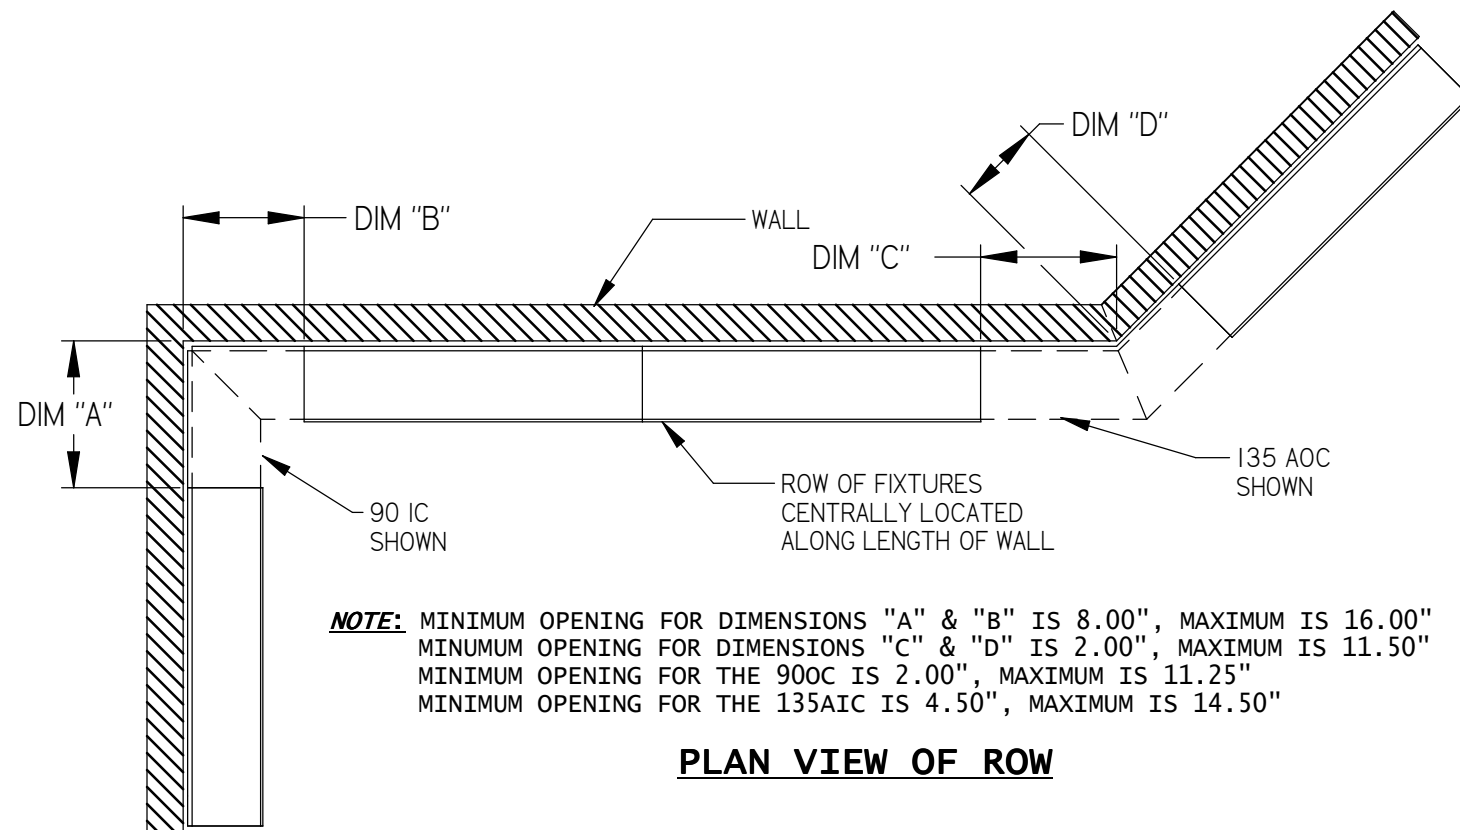 DIM "D"
DIM "B"
WALL
DIM "C"
DIM "A"
135 AOC
SHOWN
ROW OF FIXTURES
CENTRALLY LOCATED
ALONG LENGTH OF WALL
90 IC
SHOWN
NOTE: MINIMUM OPENING FOR DIMENSIONS "A" & "B" IS 8.00", MAXIMUM IS 16.00"
MINUMUM OPENING FOR DIMENSIONS "C" & "D" IS 2.00", MAXIMUM IS 11.50"
MINIMUM OPENING FOR THE 90OC IS 2.00", MAXIMUM IS 11.25"
MINIMUM OPENING FOR THE 135AIC IS 4.50", MAXIMUM IS 14.50"
PLAN VIEW OF ROW